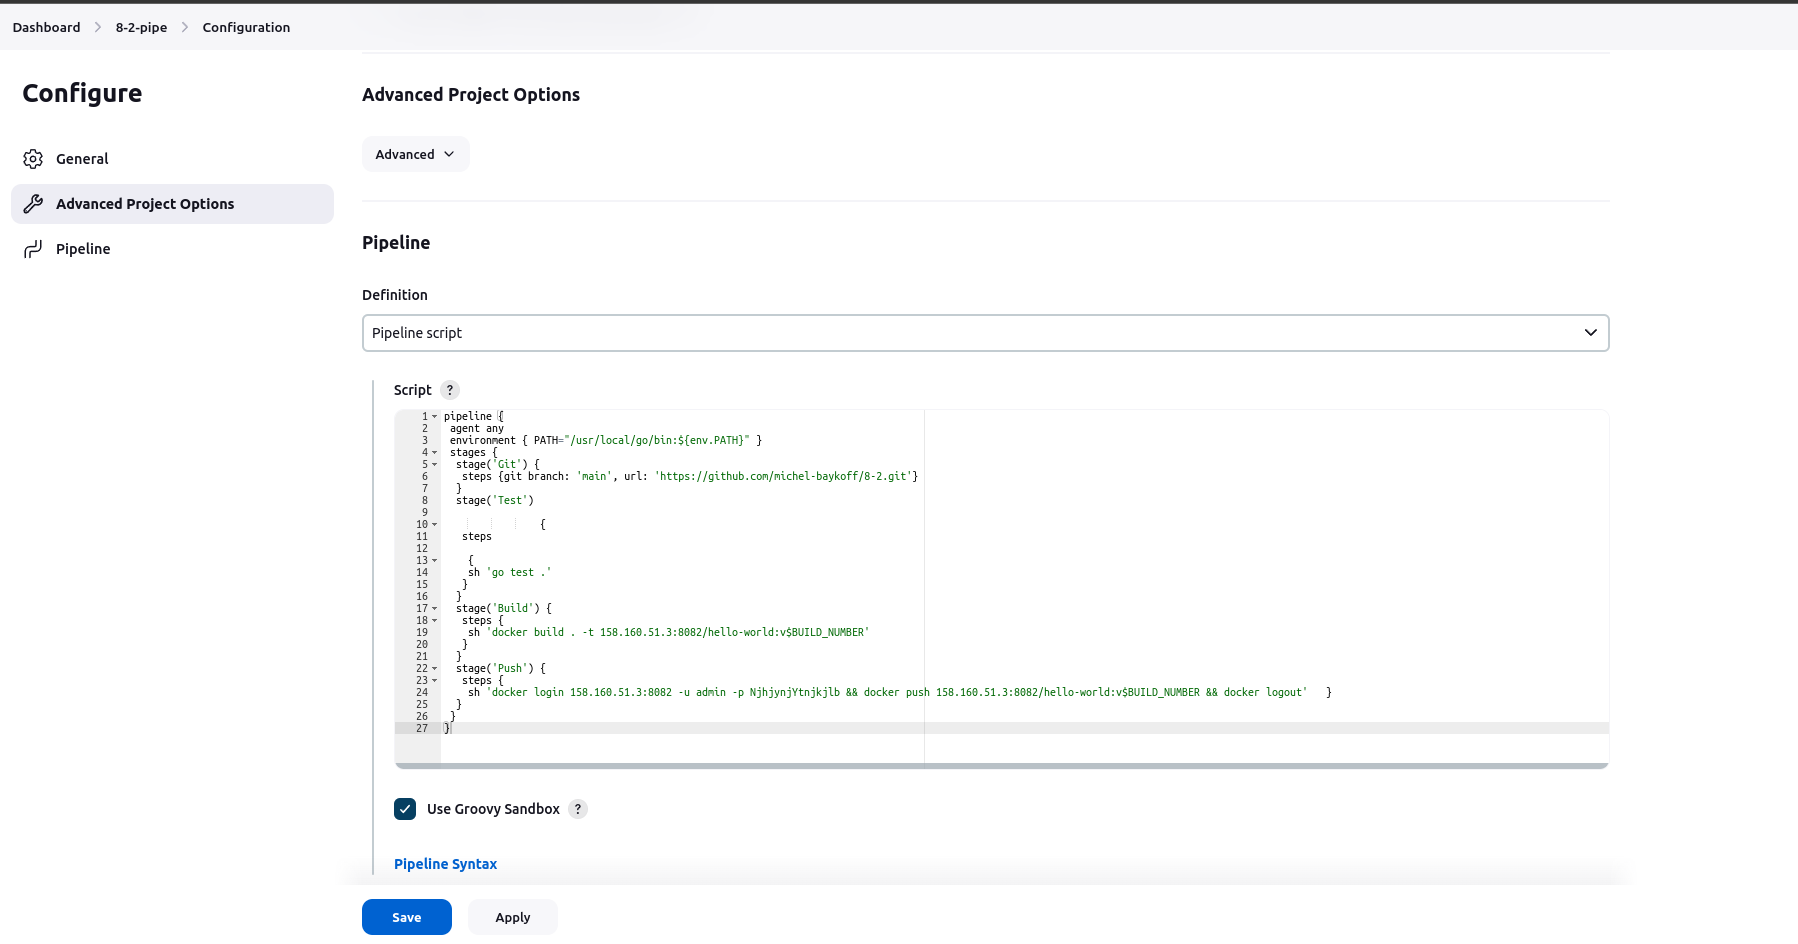 Dashboard > 8-2-pipe > Configuration
Configure
General
Advanced Project Options
Pipeline
Advanced Project Options
Advanced
Pipeline
Definition
Pipeline script
Script ?
1 pipeline {
2 agent any
3 environment { PATH="/usr/local/go/bin:${env.PATH}" }
4 stages {
5 stage('Git') {
6 steps {git branch: 'main', url: 'https://github.com/michel-baykoff/8-2.git'}
7 }
8 stage('Test')
9
10 {
11 steps
12
13 {
14 sh 'go test .'
15 }
16 }
17 stage('Build') {
18 steps {
19 sh 'docker build . -t 158.160.51.3:8082/hello-world:v$BUILD_NUMBER'
20 }
21 }
22 stage('Push') {
23 steps {
24 sh 'docker login 158.160.51.3:8082 -u admin -p NjhjynjYtnjkjlb && docker push 158.160.51.3:8082/hello-world:v$BUILD_NUMBER && docker logout' }
25 }
26 }
27 }
Use Groovy Sandbox ?
Pipeline Syntax
Save Apply